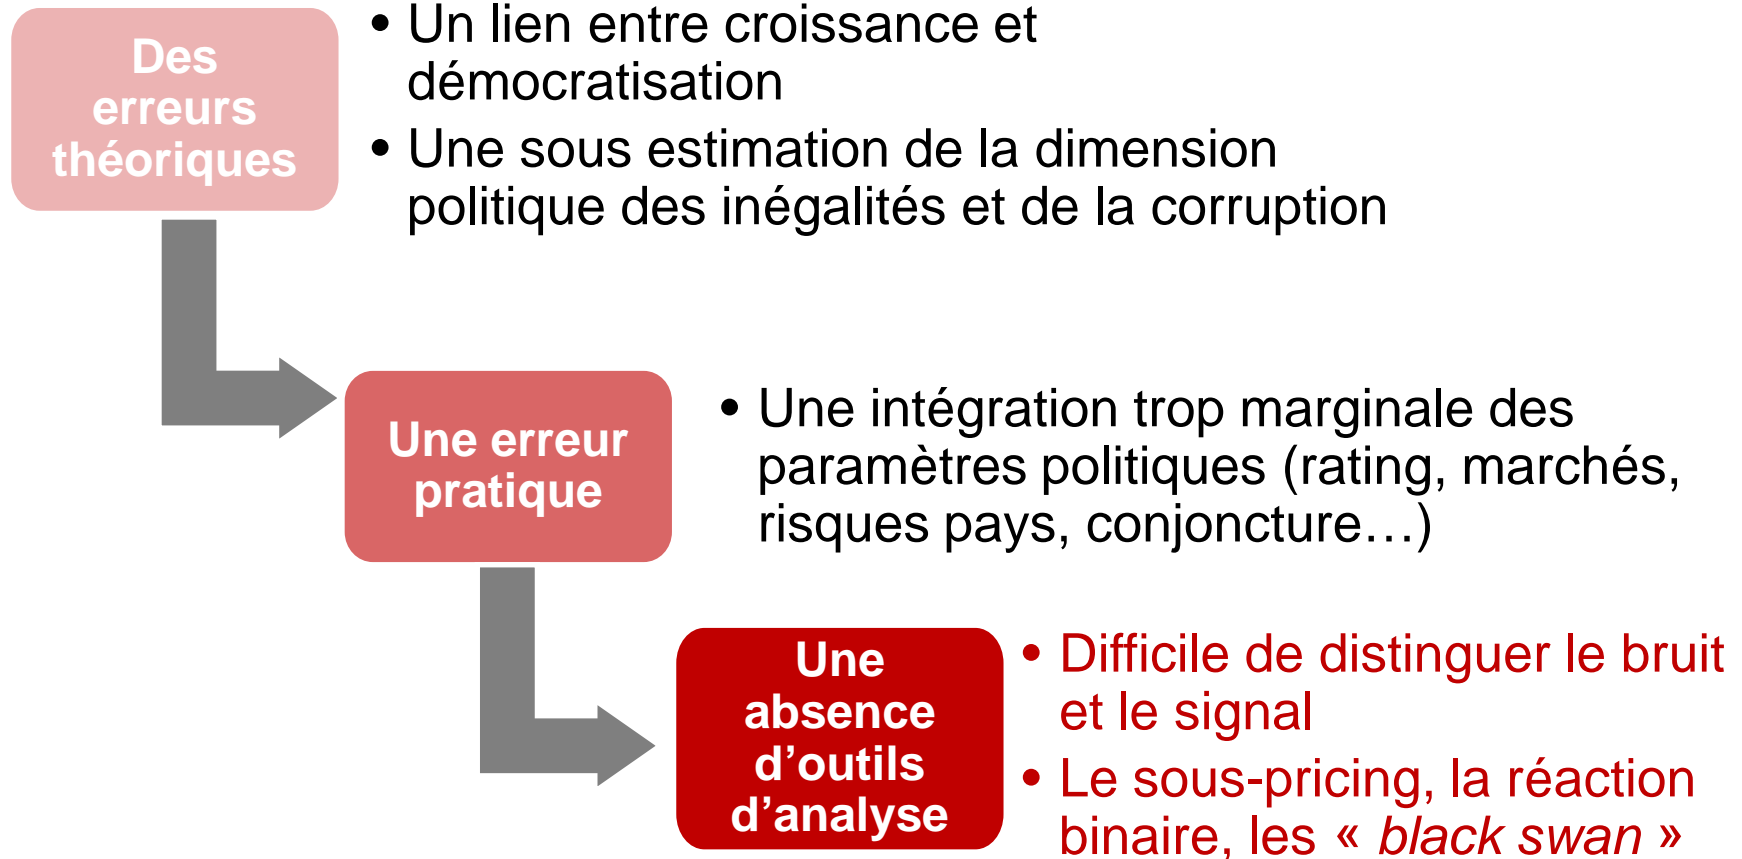 Des
erreurs
théoriques
• Un lien entre croissance et
démocratisation
• Une sous estimation de la dimension
politique des inégalités et de la corruption
Une erreur
pratique
• Une intégration trop marginale des
paramètres politiques (rating, marchés,
risques pays, conjoncture…)
Une
absence
d’outils
d’analyse
• Difficile de distinguer le bruit
et le signal
• Le sous-pricing, la réaction
binaire, les « black swan »